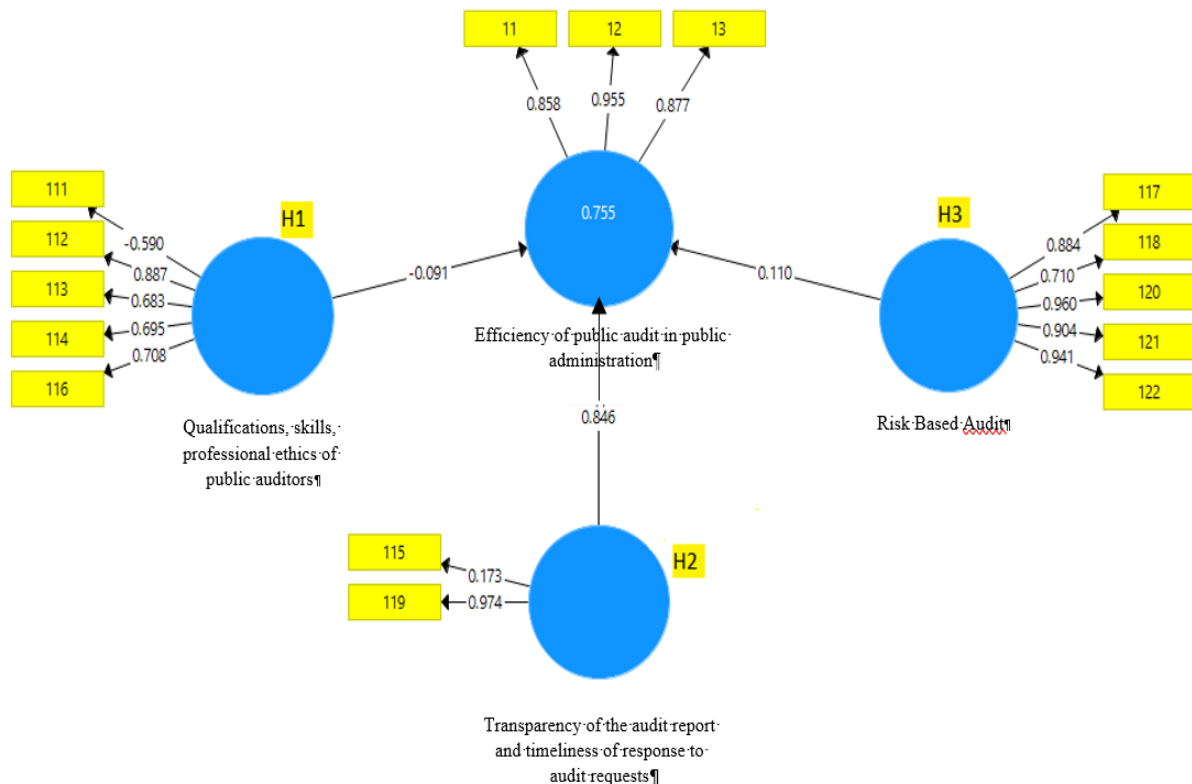 11
12
13
0.858
0.955
0.877
0.755
Efficiency·of·public·audit·in·public·
administration¶
H1
111
112
113
114
116
-0.590
0.887
0.683
0.695
0.708
-0.091
Qualifications,·skills,·
professional·ethics·of·
public·auditors¶
H3
117
118
120
121
122
0.884
0.710
0.960
0.904
0.941
0.110
Risk·Based·Audit¶
0.846
H2
115
119
0.173
0.974
Transparency·of·the·audit·report·
and·timeliness·of·response·to·
audit·requests¶